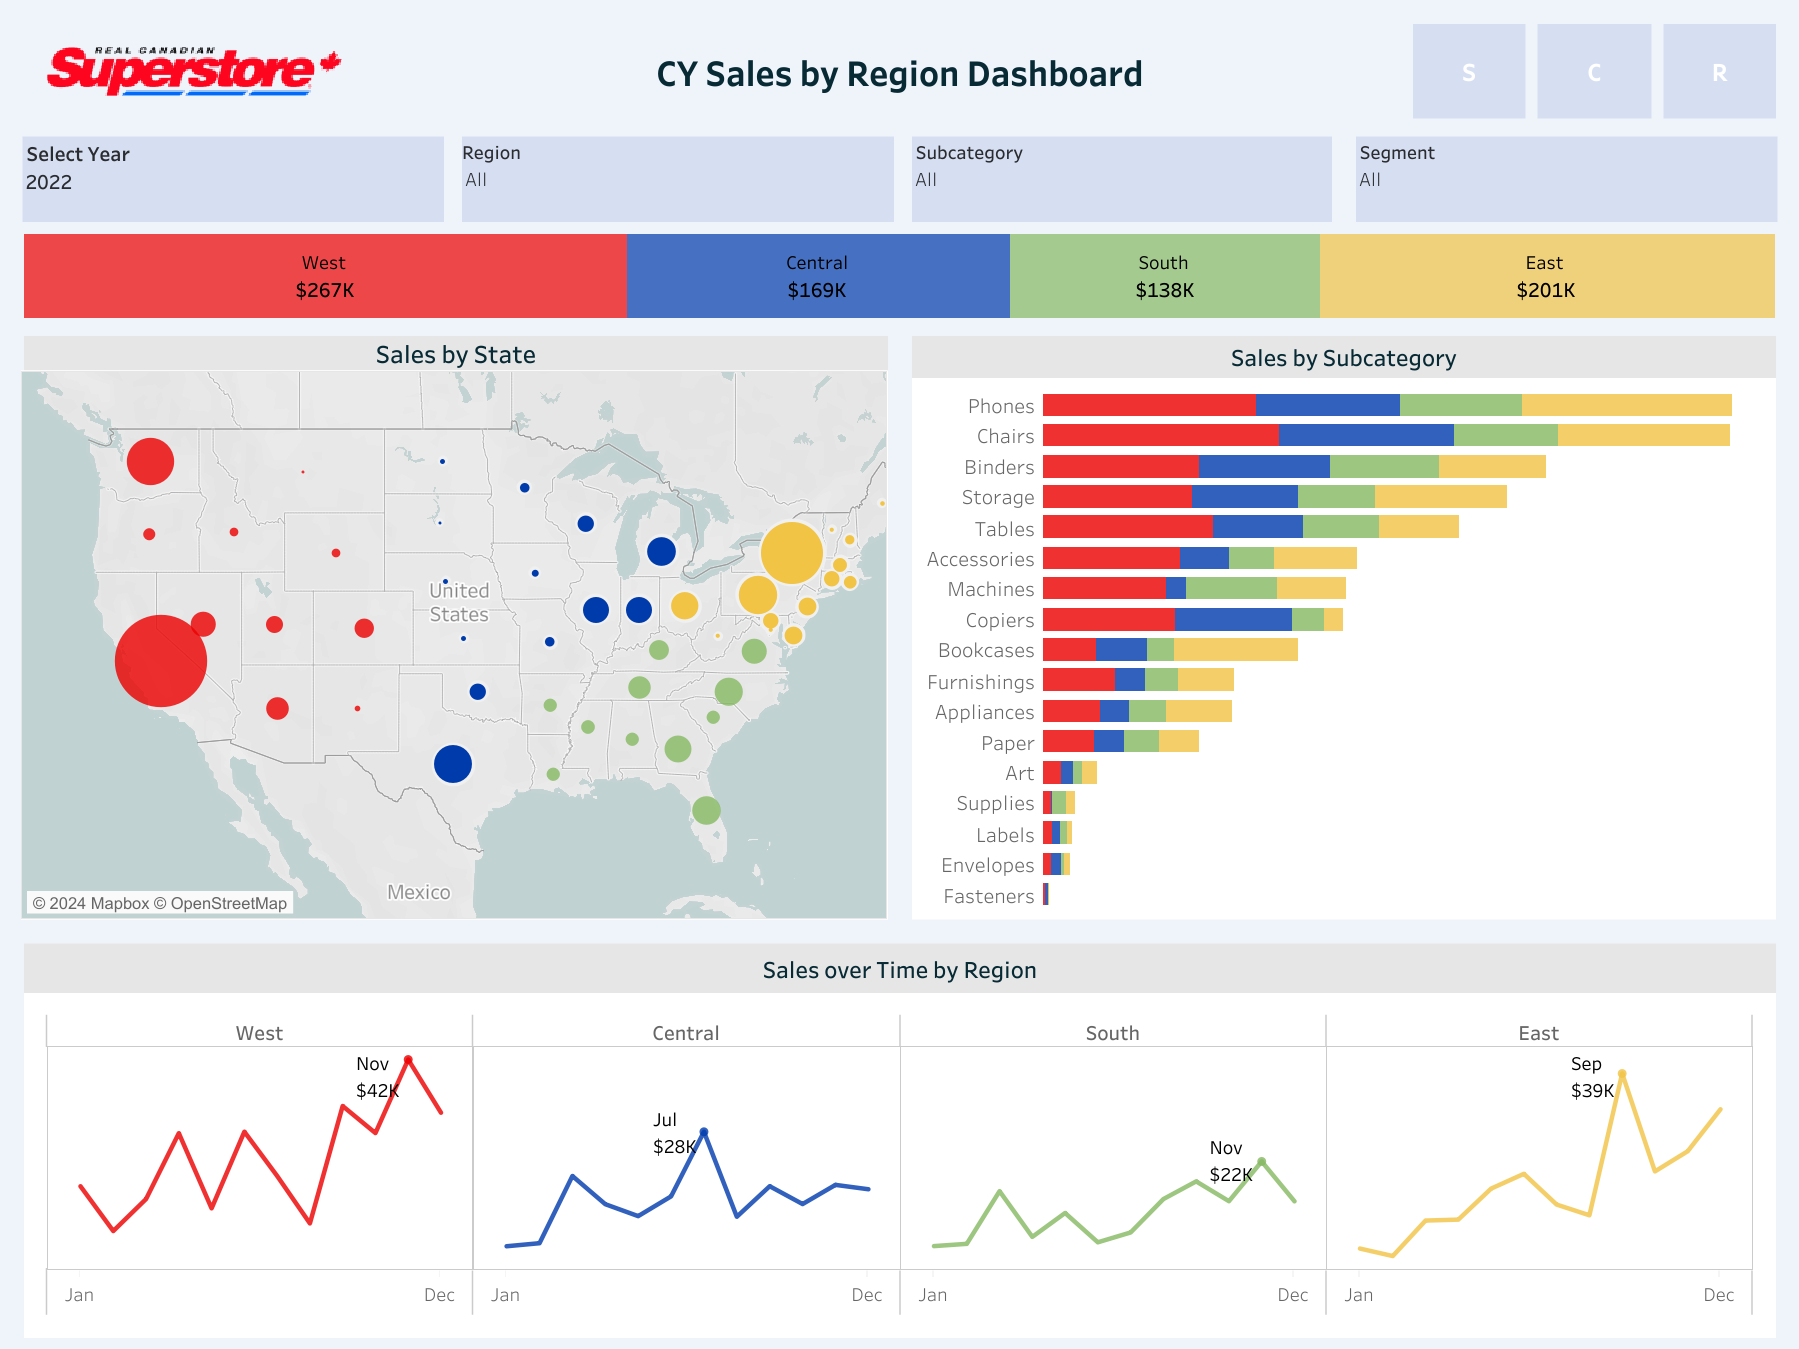 REAL CANADIAN
Superstore
CY Sales by Region Dashboard
S
C
R
Select Year
2022
Region
All
Subcategory
All
Segment
All
West
$267K
Central
$169K
South
$138K
East
$201K
Sales by State
United
States
Mexico
© 2024 Mapbox © OpenStreetMap
Sales by Subcategory
Phones
Chairs
Binders
Storage
Tables
Accessories
Machines
Copiers
Bookcases
Furnishings
Appliances
Paper
Art
Supplies
Labels
Envelopes
Fasteners
Sales over Time by Region
West
Central
South
East
Nov
$42K
Jul
$28K
Nov
$22K
Sep
$39K
Jan
Dec
Jan
Dec
Jan
Dec
Jan
Dec